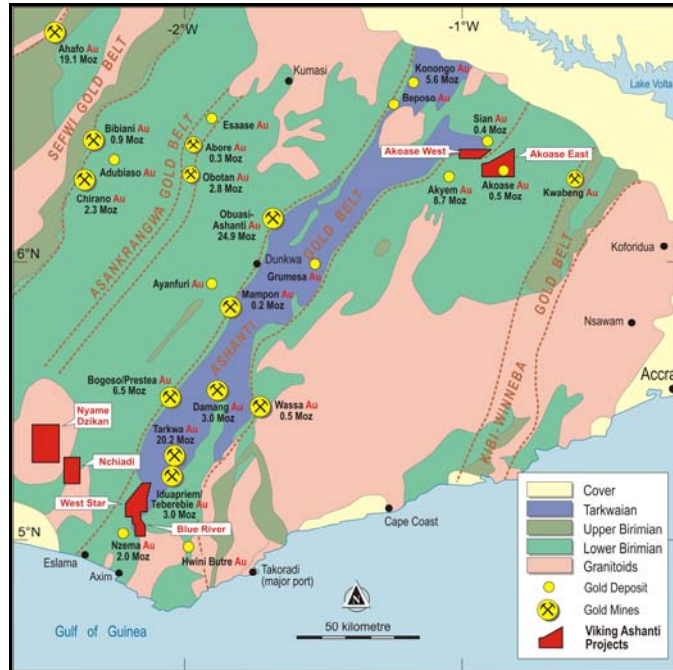 -2°W
-1°W
Ahafo Au
19.1 Moz
SEFWI GOLD BELT
Kumasi
Konongo Au
5.6 Moz
Beposo Au
Lake Volta
Bibiani Au
0.9 Moz
Esaase Au
Abore Au
0.3 Moz
Sian Au
0.4 Moz
Akoase West
Akoase East
Adubiaso Au
Obotan Au
2.8 Moz
Chirano Au
2.3 Moz
Akyem Au
8.7 Moz
Akoase Au
0.5 Moz
Kwabeng Au
ASANKRANGWA GOLD BELT
Obuasi-
Ashanti Au
24.9 Moz
GOLD BELT
GOLD BELT
Koforidua
6°N
Dunkwa
Grumesa Au
Ayanfuri Au
Mampon Au
0.2 Moz
Nsawam
ASHANTI
KIBI-WINNEBA
Accra
Bogoso/Prestea Au
6.5 Moz
Damang Au
3.0 Moz
Wassa Au
0.5 Moz
Nyame
Dzikan
Tarkwa Au
20.2 Moz
Nchiadi
Iduapriem/
Teberebie Au
3.0 Moz
West Star
Blue River
5°N
Nzema Au
2.0 Moz
Cape Coast
Eslama
Axim
Hwini Butre Au
Takoradi
(major port)
Gulf of Guinea
N
50 kilometre
Cover
Tarkwaian
Upper Birimian
Lower Birimian
Granitoids
Gold Deposit
Gold Mines
Viking Ashanti
Projects